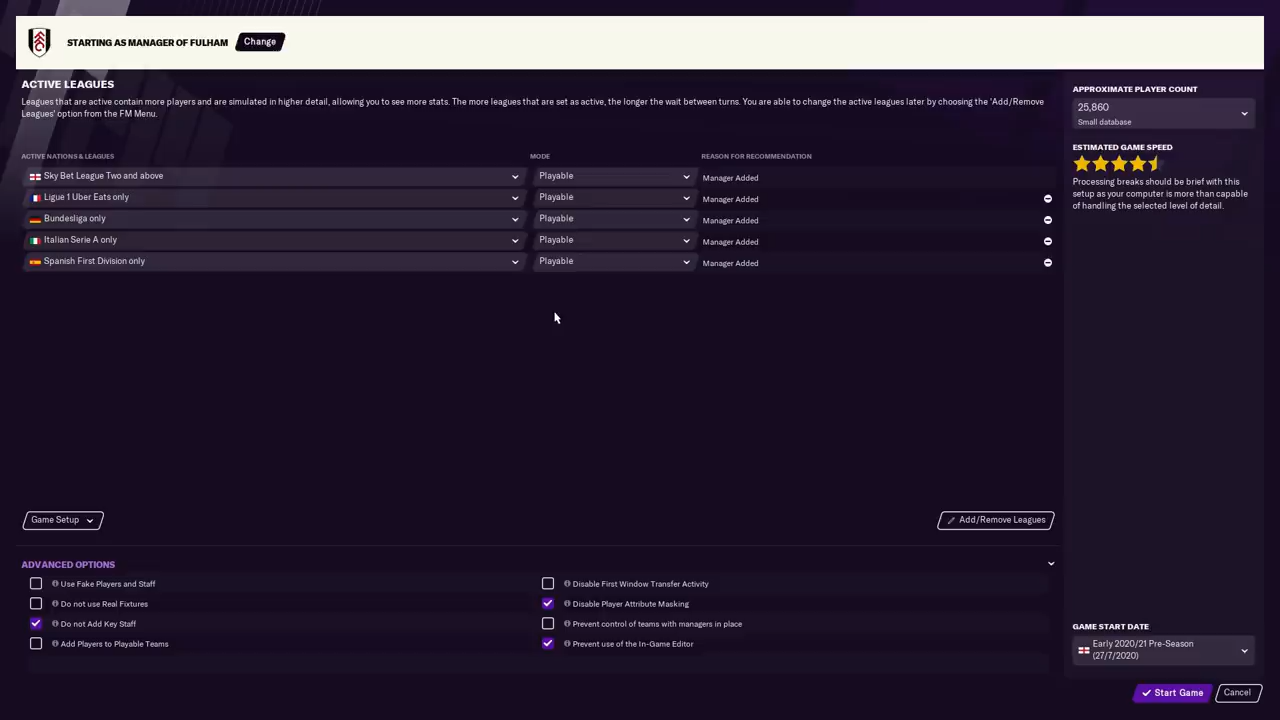 STARTING AS MANAGER OF FULHAM
Change
ACTIVE LEAGUES
Leagues that are active contain more players and are simulated in higher detail, allowing you to see more stats. The more leagues that are set as active, the longer the wait between turns. You are able to change the active leagues later by choosing the 'Add/Remove
Leagues' option from the FM Menu.
ACTIVE NATIONS & LEAGUES MODE REASON FOR RECOMMENDATION
Sky Bet League Two and above Playable Manager Added
Ligue 1 Uber Eats only Playable Manager Added
Bundesliga only Playable Manager Added
Italian Serie A only Playable Manager Added
Spanish First Division only Playable Manager Added
Game Setup
Add/Remove Leagues
ADVANCED OPTIONS
Use Fake Players and Staff
Do not use Real Fixtures
Do not Add Key Staff
Add Players to Playable Teams
Disable First Window Transfer Activity
Disable Player Attribute Masking
Prevent control of teams with managers in place
Prevent use of the In-Game Editor
APPROXIMATE PLAYER COUNT
25,860
Small database
ESTIMATED GAME SPEED
Processing breaks should be brief with this
setup as your computer is more than capable
of handling the selected level of detail.
GAME START DATE
Early 2020/21 Pre-Season
(27/7/2020)
Start Game
Cancel